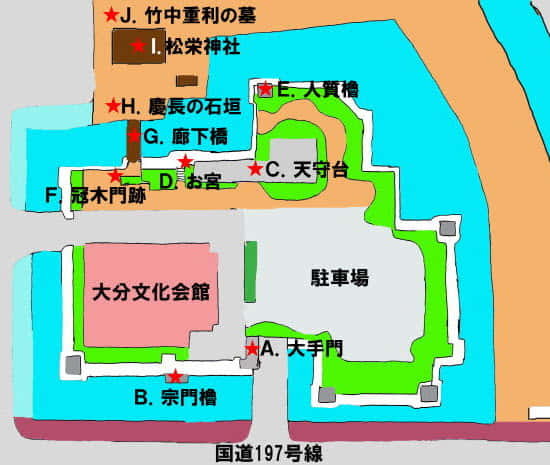 J. 竹中重利の墓
I. 松栄神社
E. 人質櫓
H. 慶長の石垣
G. 廊下橋
D. お宮
C. 天守台
F. 冠木門跡
大分文化会館
駐車場
A. 大手門
B. 宗門櫓
国道197号線